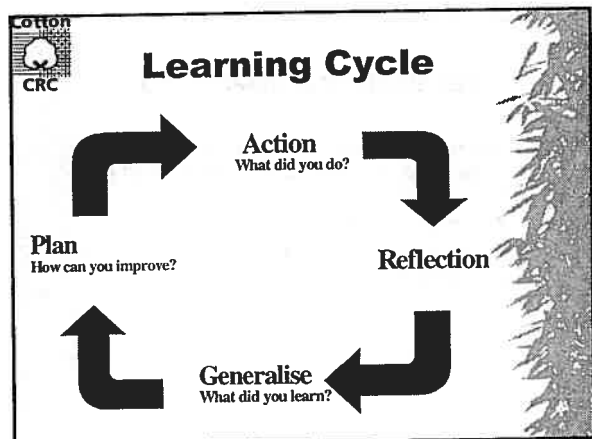 Cotton
CRC
Learning Cycle
Action
What did you do?
Plan
How can you improve?
Reflection
Generalise
What did you learn?